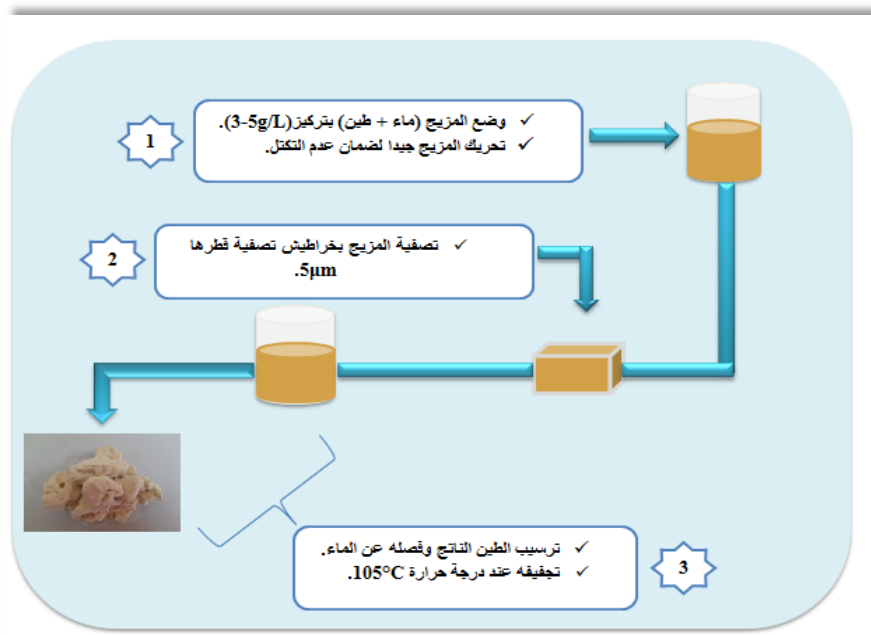 1
وضع المزيج (ماء + طين) بتركيز(3-5g/L).
تحريك المزيج جيدا لضمان عدم التكتل.
2
تصفية المزيج بخراطيش تصفية قطرها
5µm.
3
ترسيب الطين الناتج وفصله عن الماء.
تجفيفه عند درجة حرارة 105°C.